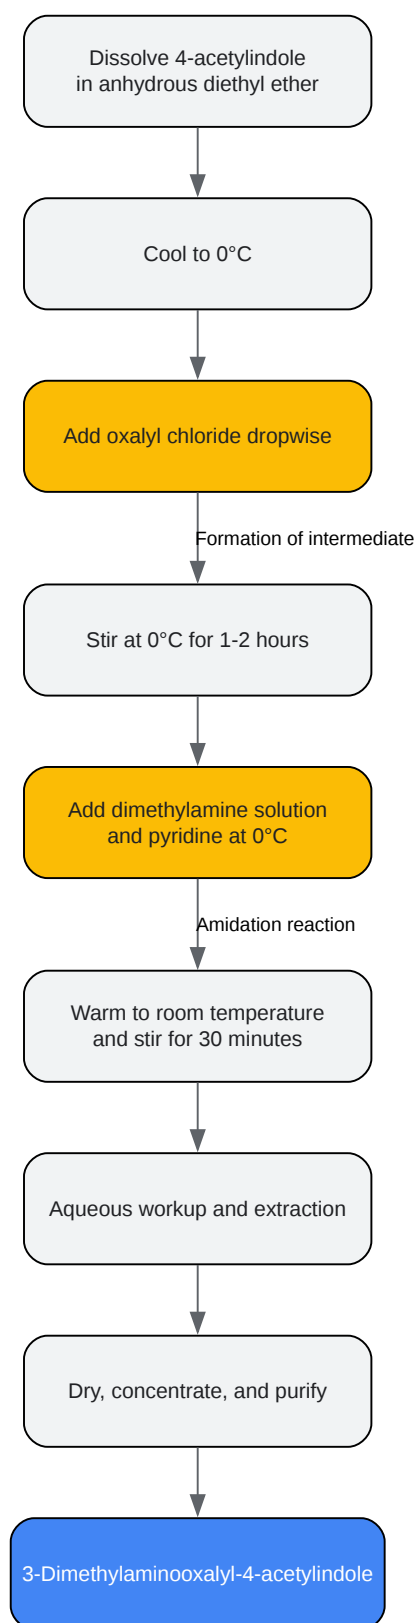 Dissolve 4-acetylindole
in anhydrous diethyl ether
Cool to 0°C
Add oxalyl chloride dropwise
Formation of intermediate
Stir at 0°C for 1-2 hours
Add dimethylamine solution
and pyridine at 0°C
Amidation reaction
Warm to room temperature
and stir for 30 minutes
Aqueous workup and extraction
Dry, concentrate, and purify
3-Dimethylaminooxalyl-4-acetylindole